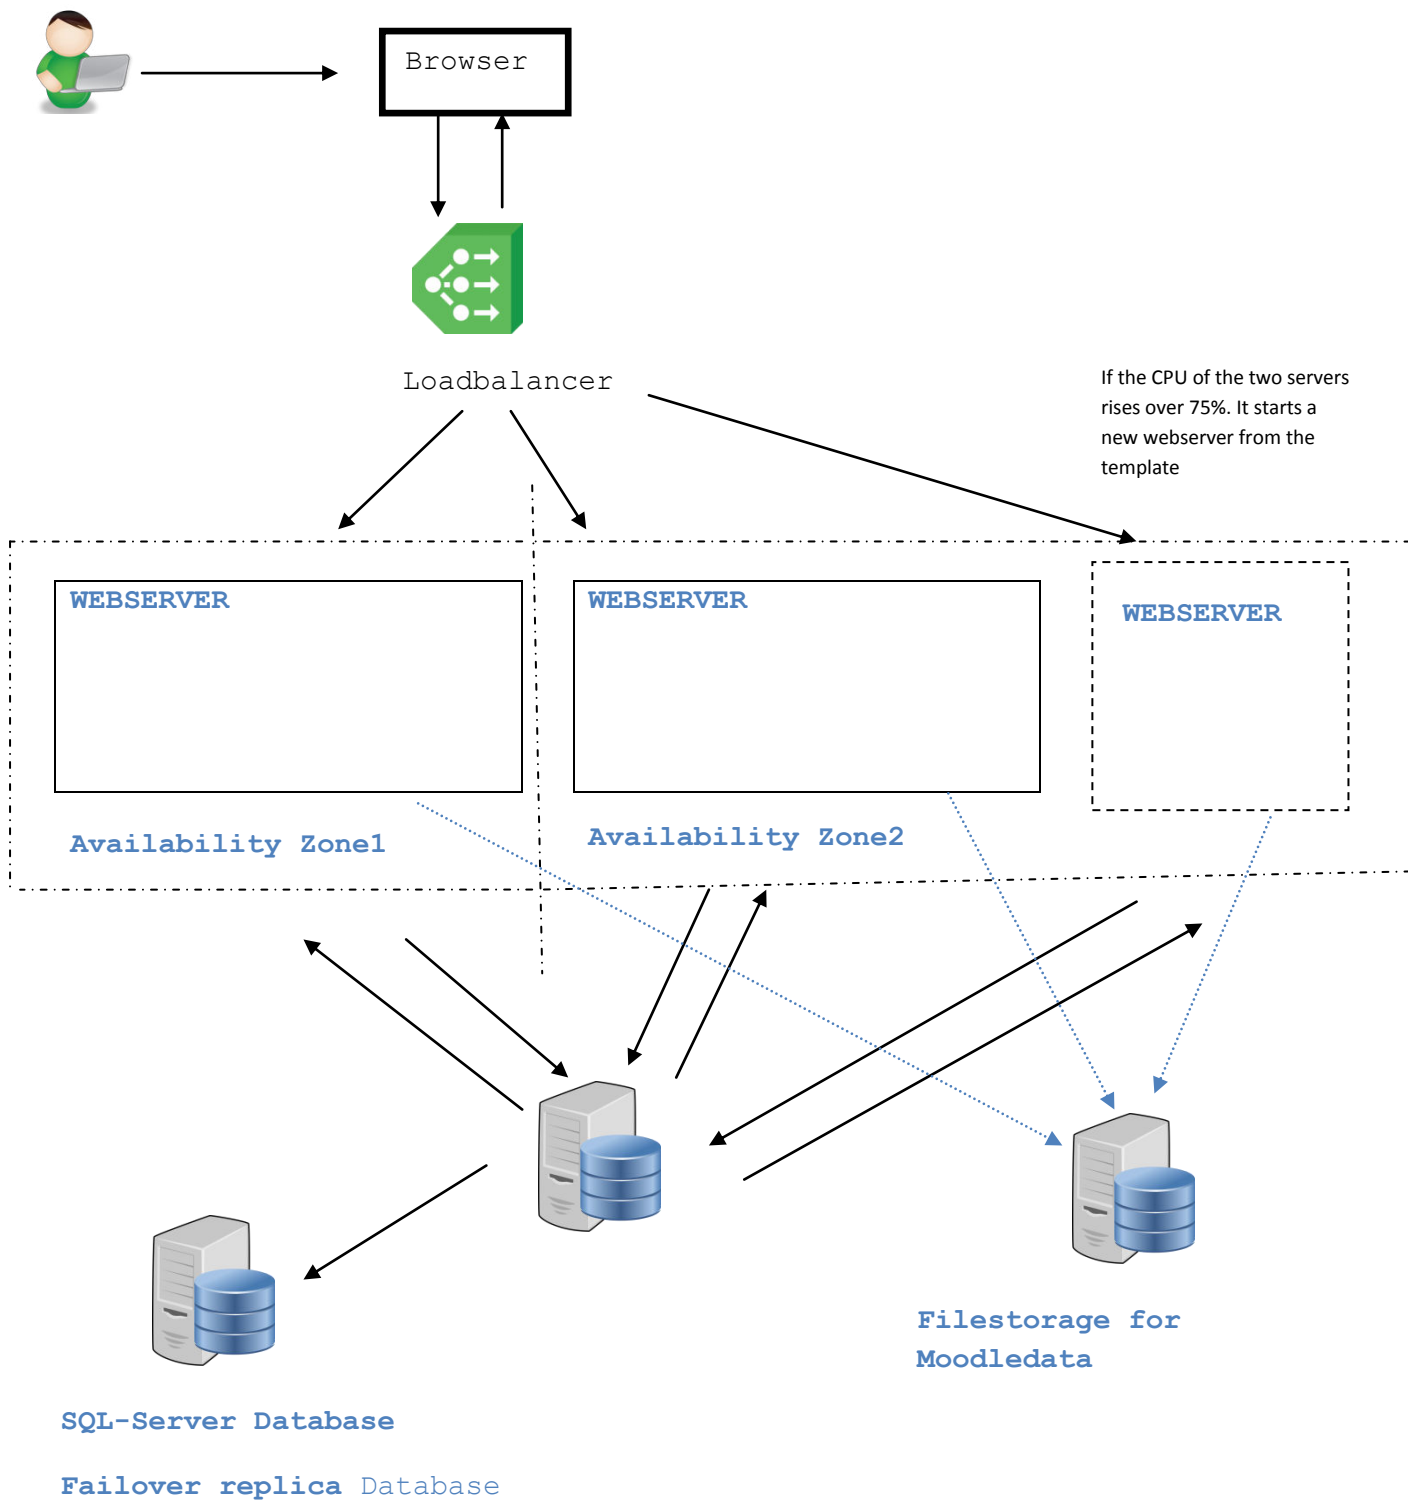 Browser
Loadbalancer
If the CPU of the two servers
rises over 75%. It starts a
new webserver from the
template
WEBSERVER
WEBSERVER
WEBSERVER
Availability Zone1
Availability Zone2
Filestorage for
Moodledata
SQL-Server Database
Failover replica Database